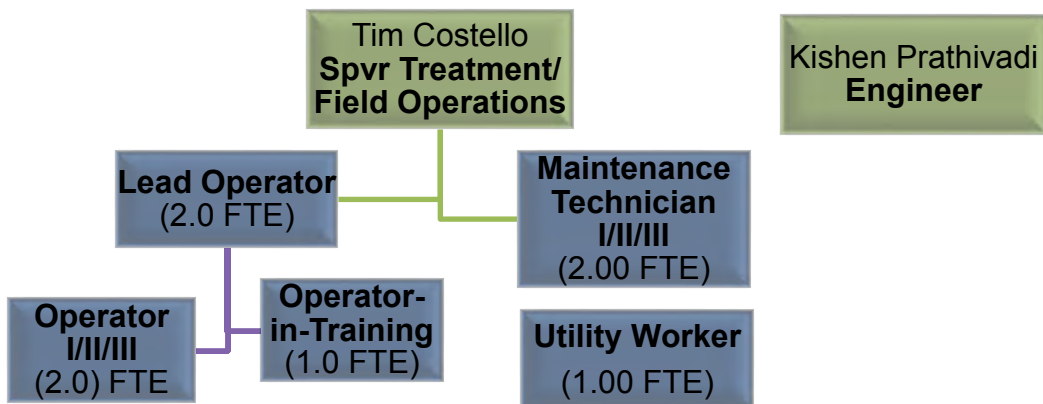 Tim Costello
Spvr Treatment/
Field Operations
Kishen Prathivadi
Engineer
Lead Operator
(2.0 FTE)
Maintenance
Technician
I/II/III
(2.00 FTE)
Operator
I/II/III
(2.0) FTE
Operator-
in-Training
(1.0 FTE)
Utility Worker
(1.00 FTE)